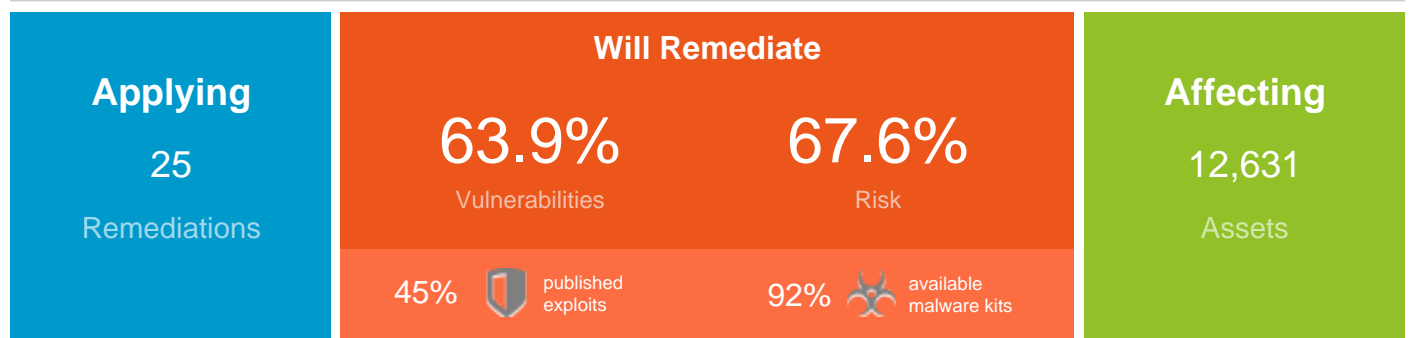 Applying
25
Remediations
Will Remediate
63.9%
Vulnerabilities
67.6%
Risk
45%
published
exploits
92%
available
malware kits
Affecting
12,631
Assets